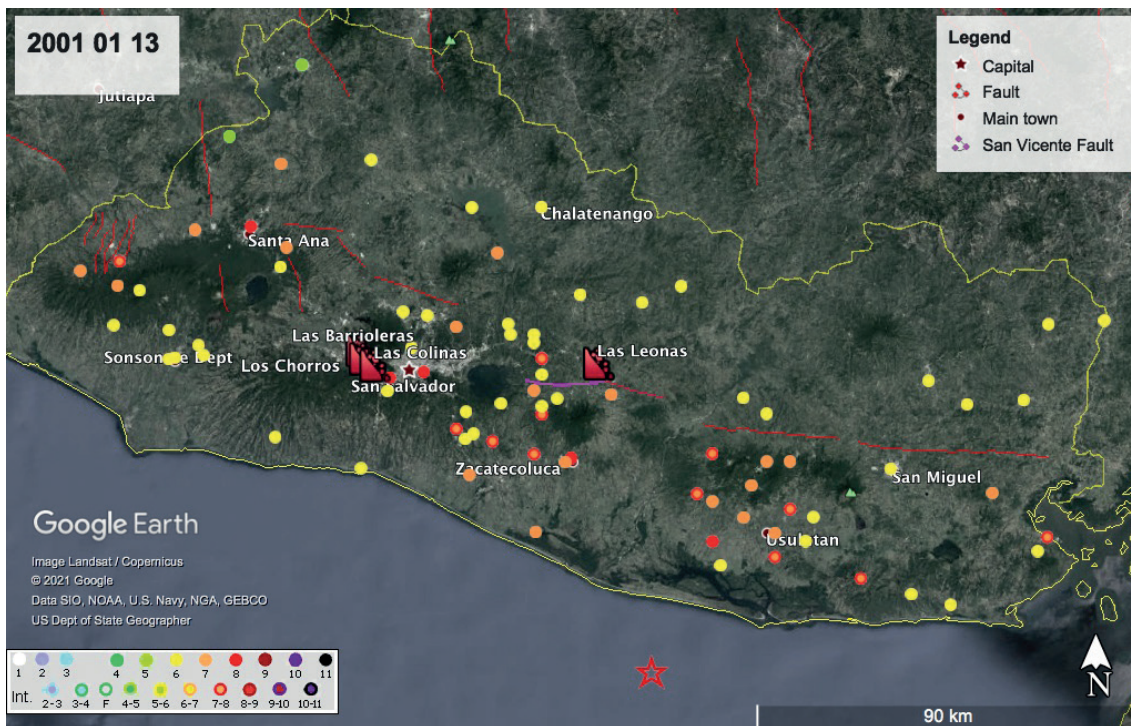 2001 01 13
Legend
Capital
Fault
Main town
San Vicente Fault
Jutiapa
Chalatenango
Santa Ana
Las Barrioleras
Las Colinas
Las Leonas
Sonsonate Dept
Los Chorros
San Salvador
Zacatecoluca
San Miguel
Usulutan
Google Earth
Image Landsat / Copernicus
© 2021 Google
Data SIO, NOAA, U.S. Navy, NGA, GEBCO
US Dept of State Geographer
1 2 3 4 5 6 7 8 9 10 11
Int. 2-3 3-4 F 4-5 5-6 6-7 7-8 8-9 9-10 10-11
N
90 km